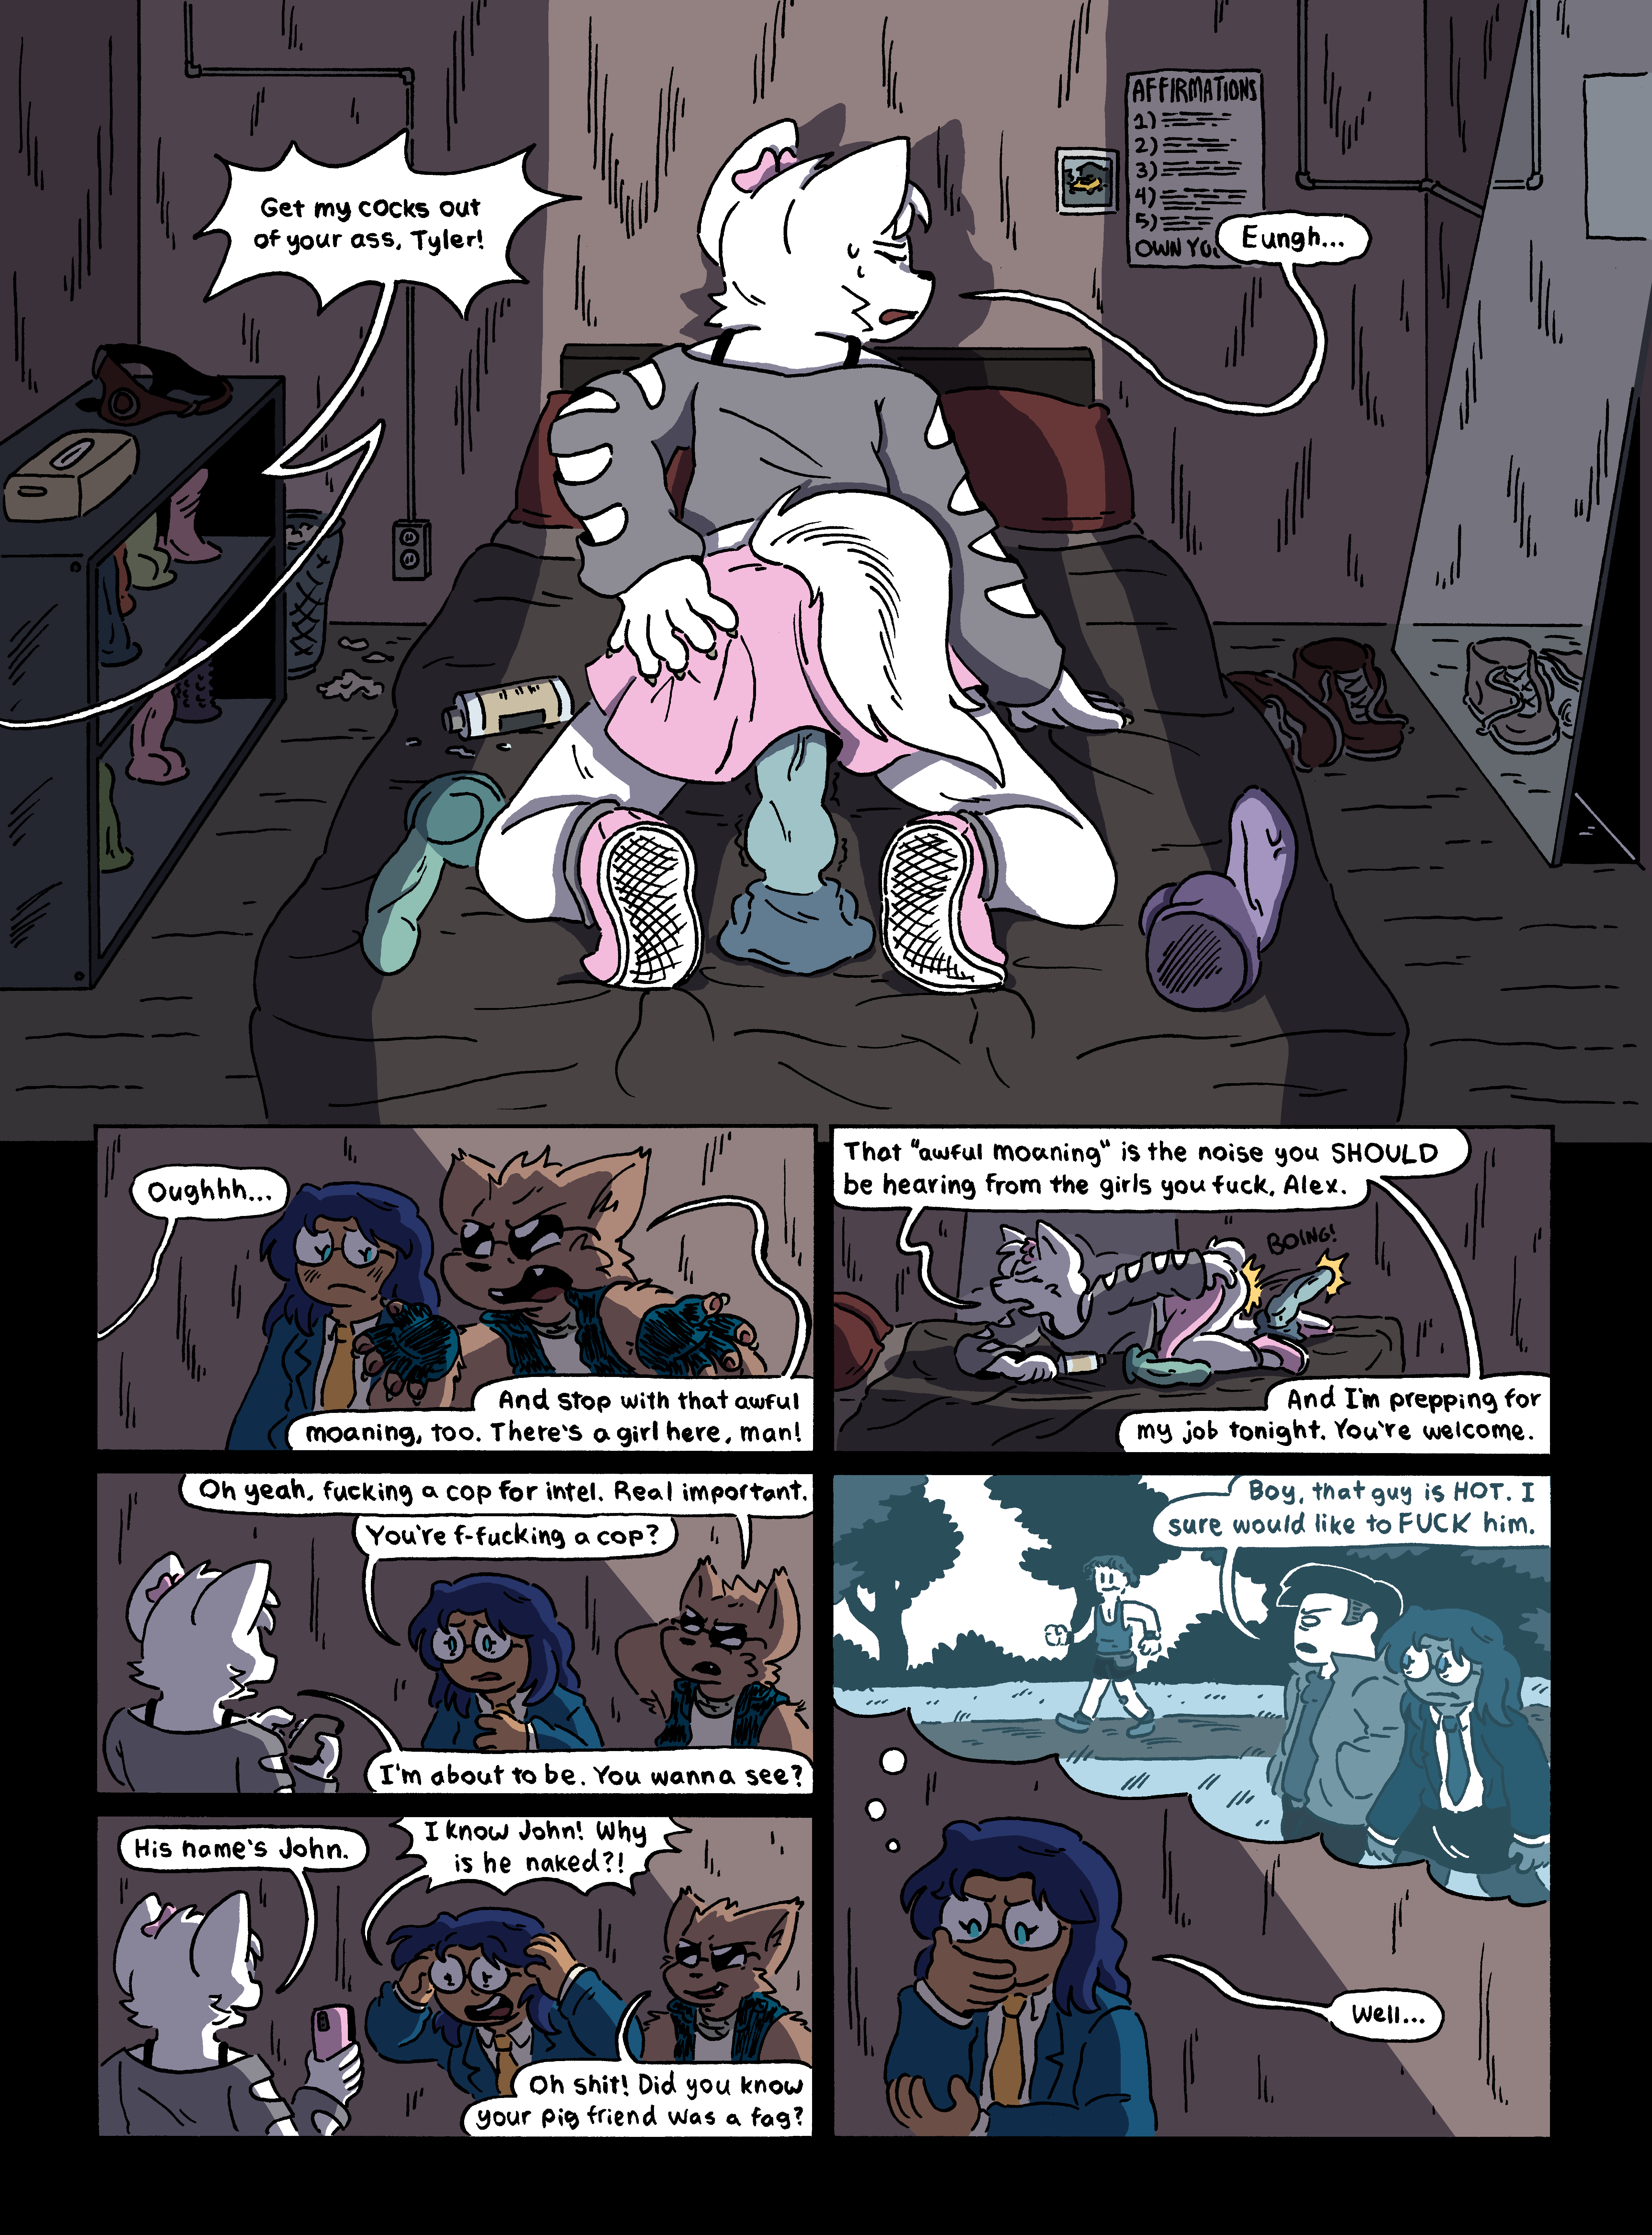 Get my cocks out
of your ass, Tyler!
AFFIRMATIONS
1)
2)
3)
4)
5)
OWN YOU
Eungh...
Oughhh...
And stop with that awful
moaning, too. There's a girl here, man!
That "awful moaning" is the noise you SHOULD
be hearing from the girls you fuck, Alex.
BOING!
And I'm prepping for
my job tonight. You're welcome.
Oh yeah, fucking a cop for intel. Real important.
You're f-fucking a cop?
I'm about to be. You wanna see?
Boy, that guy is HOT. I
sure would like to FUCK him.
His name's John.
I know John! Why
is he naked?!
Oh shit! Did you know
your pig friend was a fag?
Well...